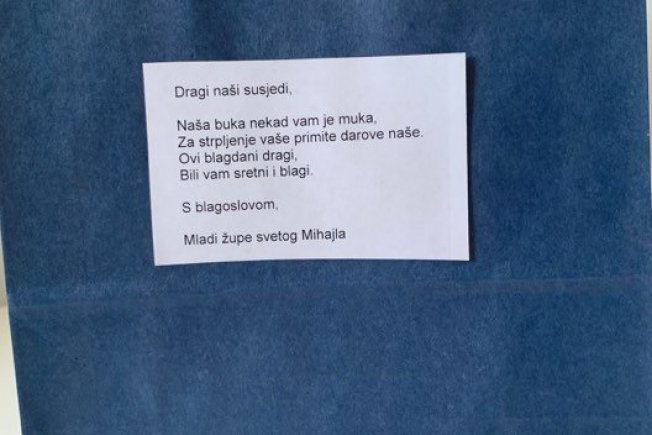 Dragi naši susjedi,
Naša buka nekad vam je muka,
Za strpljenje vaše primite darove naše.
Ovi blagdani dragi,
Bili vam sretni i blagi.
S blagoslovom,
Mladi župe svetog Mihajla